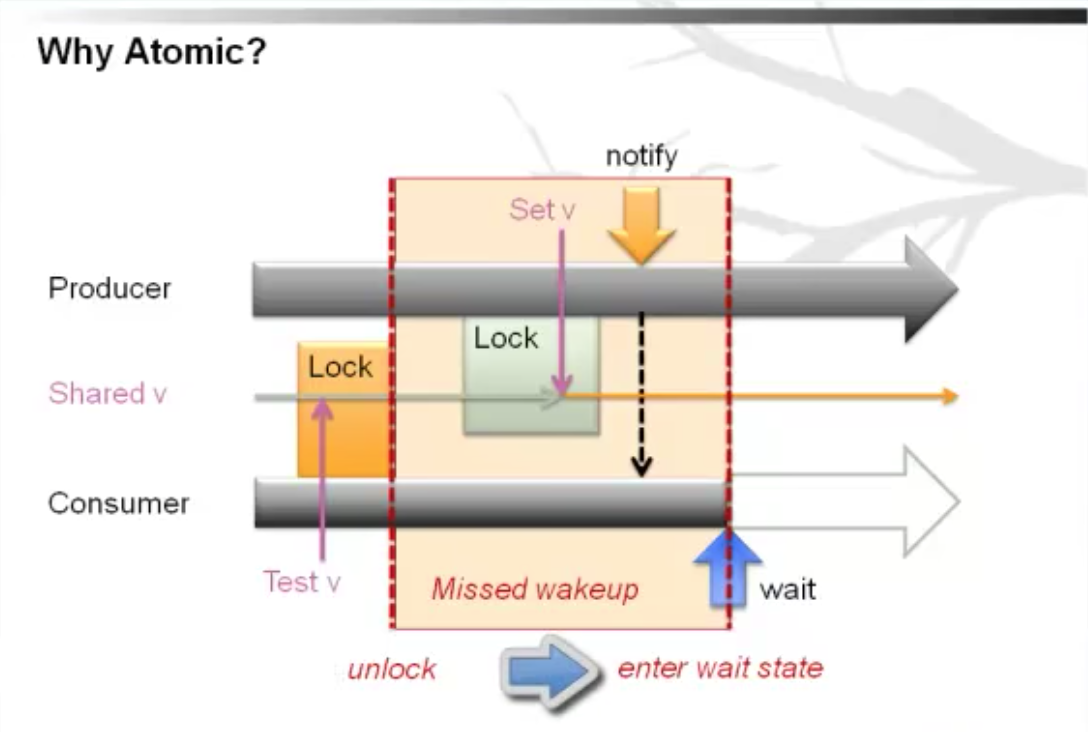 Why Atomic?
notify
Set v
Producer
Lock
Lock
Shared v
Consumer
Test v
Missed wakeup
wait
unlock
enter wait state